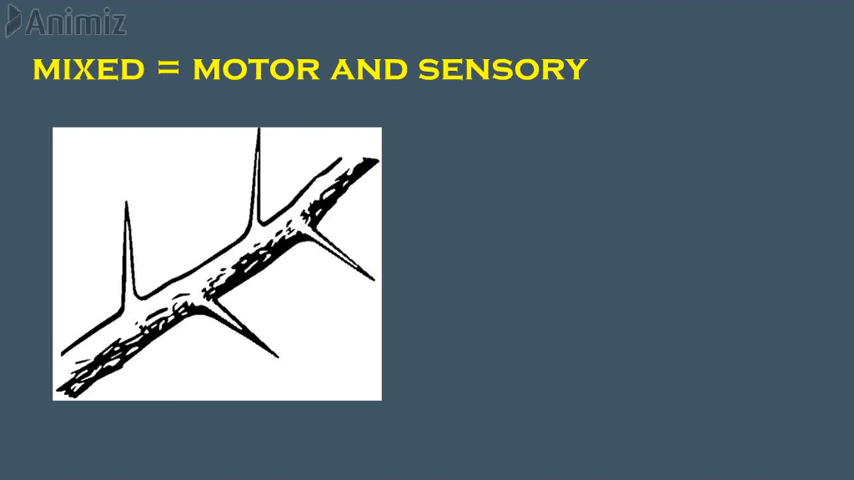 Animiz
MIXED = MOTOR AND SENSORY